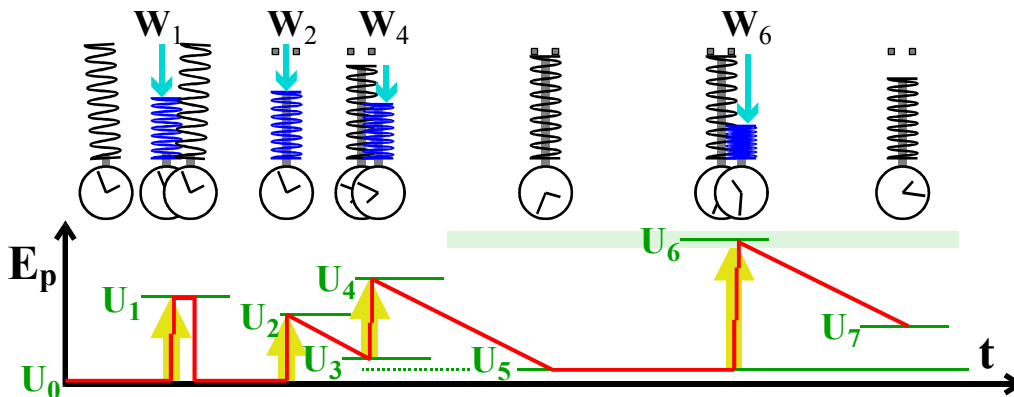 W₁ W₂ W₄ W₆
Eₚ
U₀
U₁
U₂
U₃
U₄
U₅
U₆
U₇
t